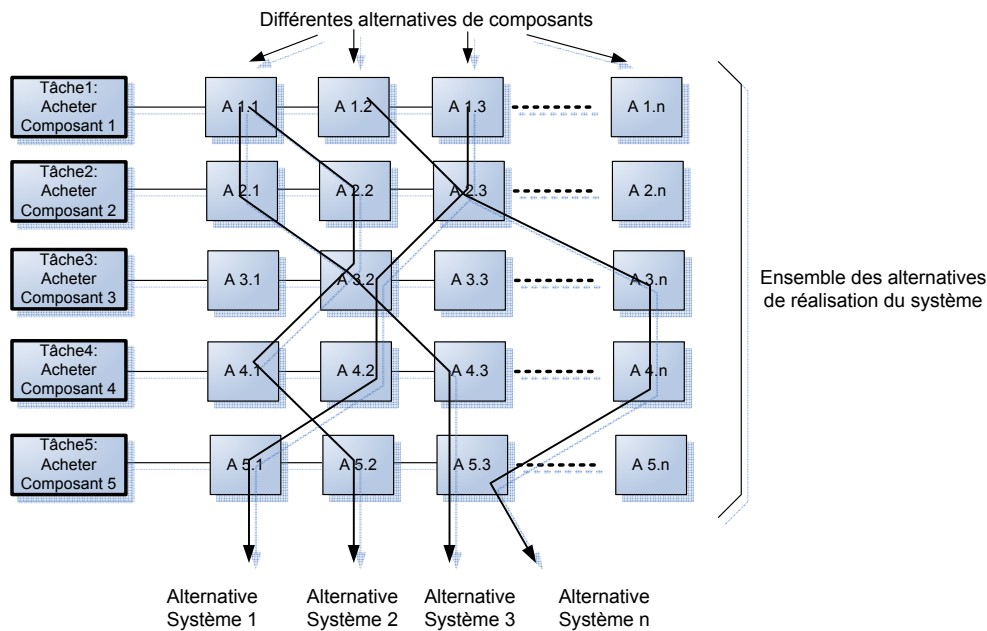 Différentes alternatives de composants
Tâche1:
Acheter
Composant 1
A 1.1
A 1.2
A 1.3
A 1.n
Tâche2:
Acheter
Composant 2
A 2.1
A 2.2
A 2.3
A 2.n
Tâche3:
Acheter
Composant 3
A 3.1
A 3.2
A 3.3
A 3.n
Ensemble des alternatives
de réalisation du système
Tâche4:
Acheter
Composant 4
A 4.1
A 4.2
A 4.3
A 4.n
Tâche5:
Acheter
Composant 5
A 5.1
A 5.2
A 5.3
A 5.n
Alternative
Système 1
Alternative
Système 2
Alternative
Système 3
Alternative
Système n